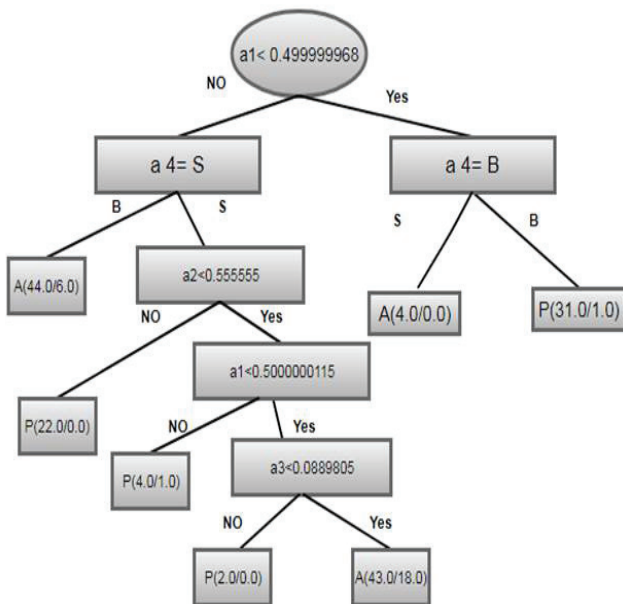 a1< 0.499999968
NO
Yes
a 4= S
a 4= B
B
S
S
B
A(44.0/6.0)
a2<0.555555
A(4.0/0.0)
P(31.0/1.0)
NO
Yes
a1<0.5000000115
P(22.0/0.0)
NO
Yes
P(4.0/1.0)
a3<0.0889805
NO
Yes
P(2.0/0.0)
A(43.0/18.0)